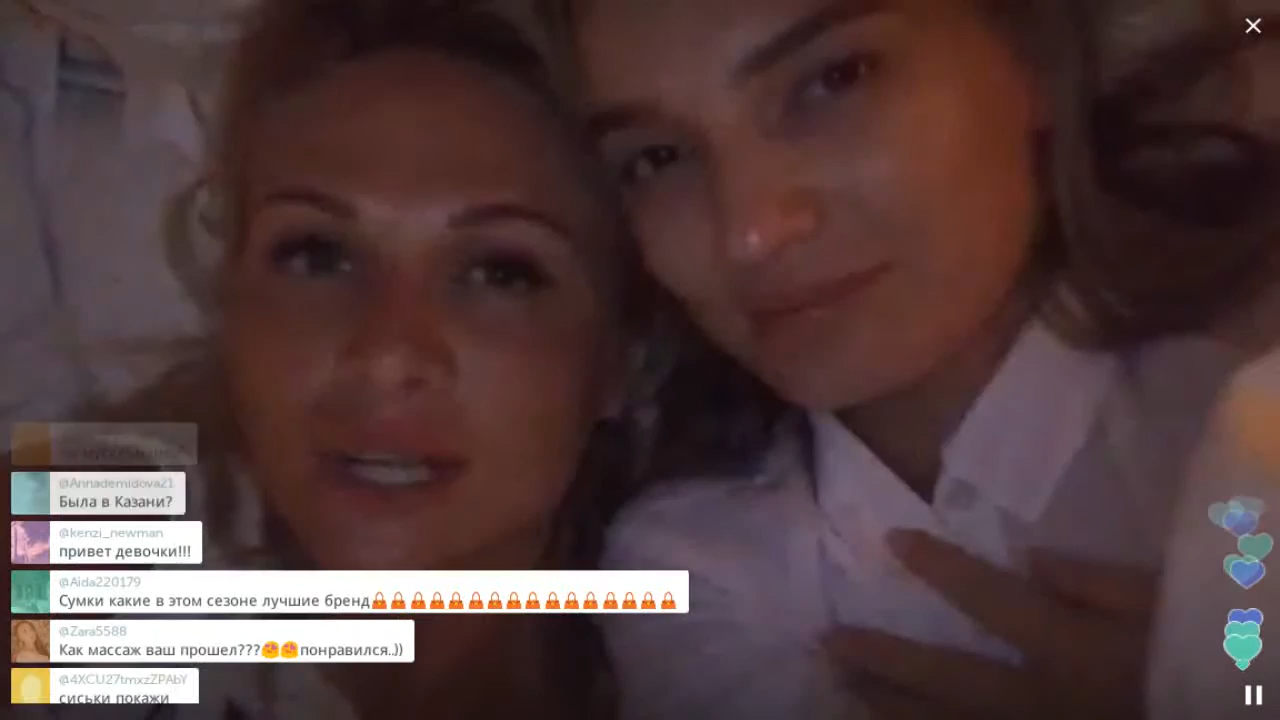 @Annademidova21
Была в Казани?
@kenzi_newman
привет девочки!!!
@Aida220179
Сумки какие в этом сезоне лучшие бренд👜👜👜👜👜👜👜👜👜👜👜👜👜👜👜👜
@Zara5588
Как массаж ваш прошел???😍😍понравился..))
@4XCU27tmxzZPAbY
сиськи покажи